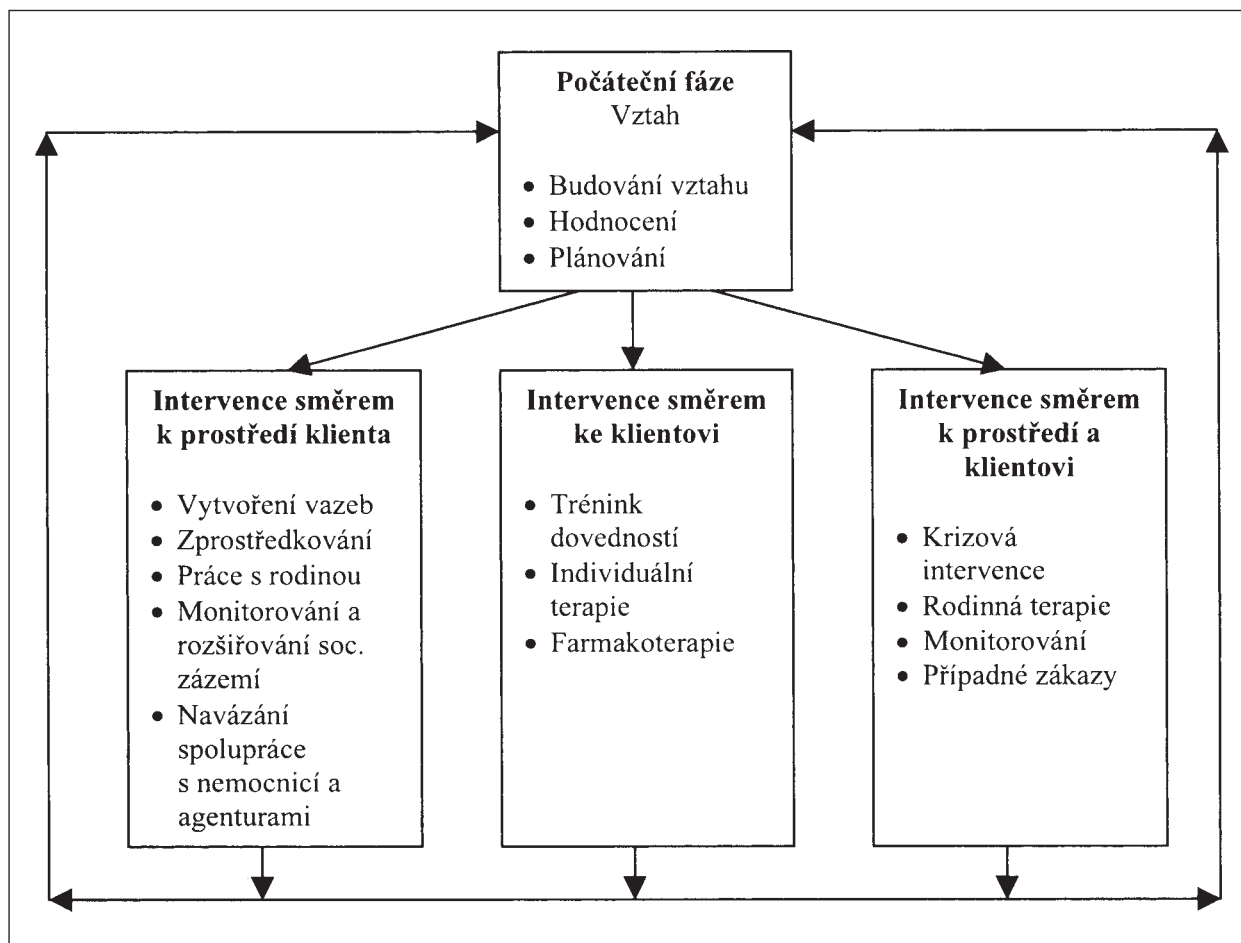 Počáteční fáze
Vztah
• Budování vztahu
• Hodnocení
• Plánování
Intervence směrem
k prostředí klienta
• Vytvoření vazeb
• Zprostředkování
• Práce s rodinou
• Monitorování a
rozšiřování soc.
zázemí
• Navázání
spolupráce
s nemocnicí a
agenturami
Intervence směrem
ke klientovi
• Trénink
dovedností
• Individuální
terapie
• Farmakoterapie
Intervence směrem
k prostředí a
klientovi
• Krizová
intervence
• Rodinná terapie
• Monitorování
• Případné zákazy